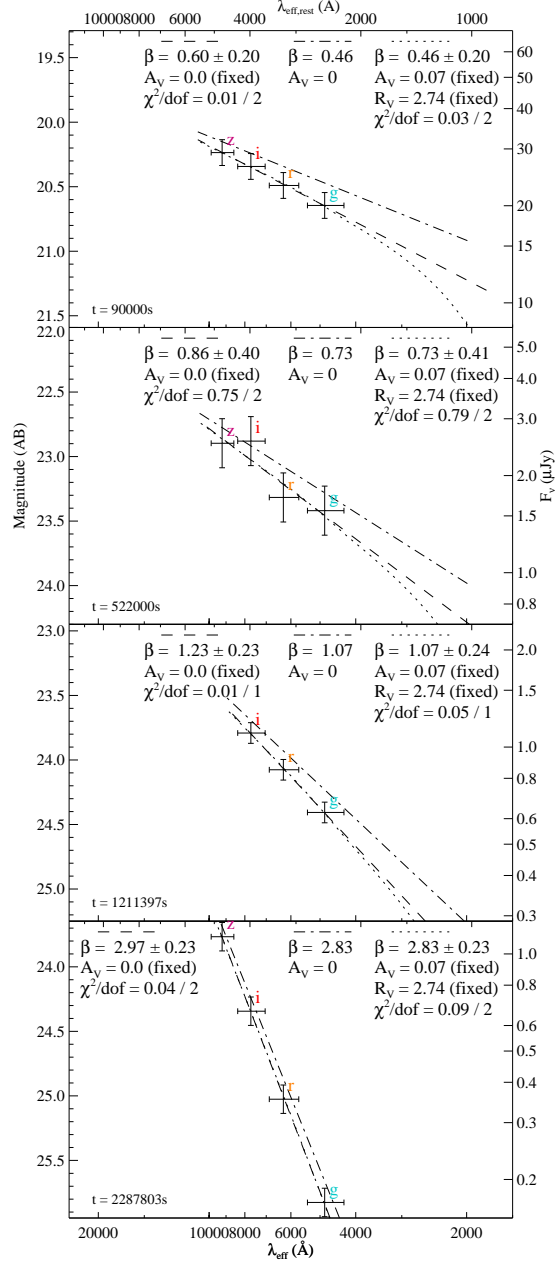 λeff,rest (A)
10000 8000 6000 4000 2000 1000
β = 0.60 ± 0.20 β = 0.46 β = 0.46 ± 0.20
AV = 0.0 (fixed) AV = 0 AV = 0.07 (fixed)
χ²/dof = 0.01 / 2 RV = 2.74 (fixed)
χ²/dof = 0.03 / 2
19.5
20.0
20.5
21.0
21.5
60
50
40
30
20
15
10
z i r g
t = 90000s
β = 0.86 ± 0.40 β = 0.73 β = 0.73 ± 0.41
AV = 0.0 (fixed) AV = 0 AV = 0.07 (fixed)
χ²/dof = 0.75 / 2 RV = 2.74 (fixed)
χ²/dof = 0.79 / 2
22.0
22.5
23.0
23.5
24.0
5.0
4.0
3.0
2.0
1.5
1.0
0.8
0.7
z i r g
Magnitude (AB)
Fν (μJy)
t = 522000s
β = 1.23 ± 0.23 β = 1.07 β = 1.07 ± 0.24
AV = 0.0 (fixed) AV = 0 AV = 0.07 (fixed)
χ²/dof = 0.01 / 1 RV = 2.74 (fixed)
χ²/dof = 0.05 / 1
23.0
23.5
24.0
24.5
25.0
2.0
1.5
1.0
0.8
0.6
0.5
0.4
0.3
i r g
t = 1211397s
β = 2.97 ± 0.23 β = 2.83 β = 2.83 ± 0.23
AV = 0.0 (fixed) AV = 0 AV = 0.07 (fixed)
χ²/dof = 0.04 / 2 RV = 2.74 (fixed)
χ²/dof = 0.09 / 2
24.0
24.5
25.0
25.5
1.0
0.8
0.6
0.5
0.4
0.3
0.2
z i r g
t = 2287803s
20000 10000 8000 6000 4000 2000
λeff (Å)